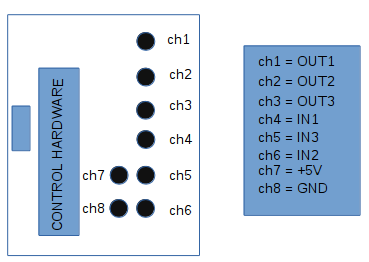 ch1
ch2
ch3
ch4
ch7 ch5
ch8 ch6
CONTROL HARDWARE
ch1 = OUT1
ch2 = OUT2
ch3 = OUT3
ch4 = IN1
ch5 = IN3
ch6 = IN2
ch7 = +5V
ch8 = GND